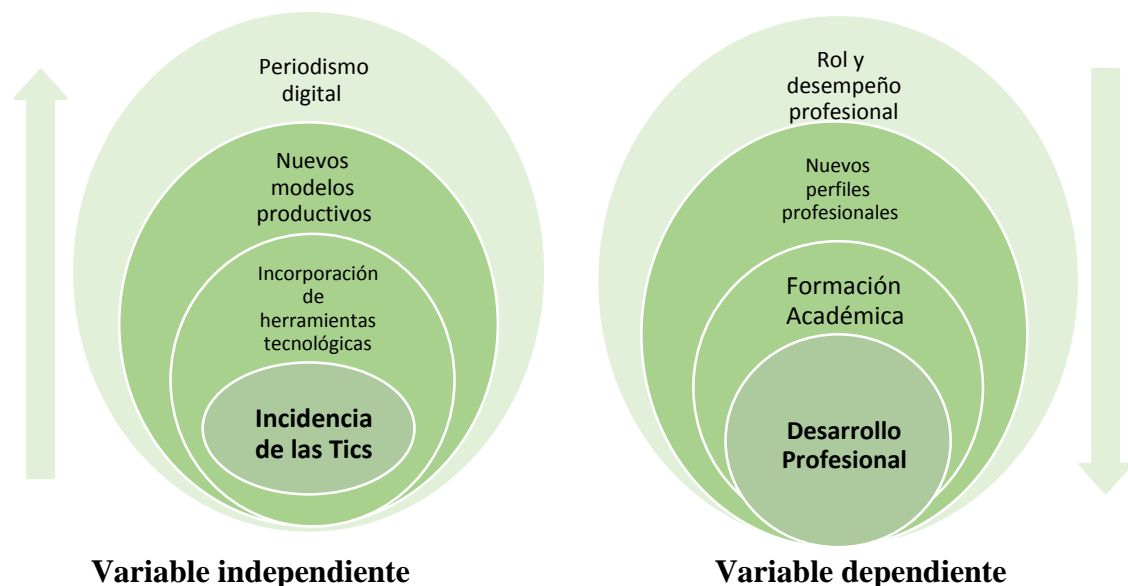 Periodismo
digital
Nuevos
modelos
productivos
Incorporación
de
herramientas
tecnológicas
Incidencia
de las Tics
Variable independiente
Rol y
desempeño
profesional
Nuevos
perfiles
profesionales
Formación
Académica
Desarrollo
Profesional
Variable dependiente